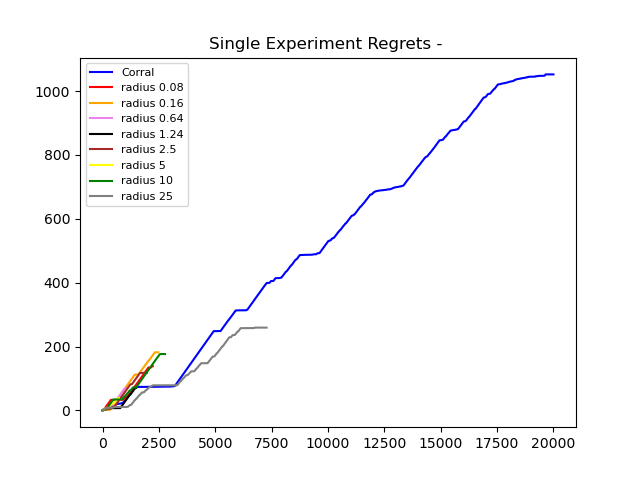 Single Experiment Regrets -
Corral
radius 0.08
radius 0.16
radius 0.64
radius 1.24
radius 2.5
radius 5
radius 10
radius 25
1000
800
600
400
200
0
0 2500 5000 7500 10000 12500 15000 17500 20000